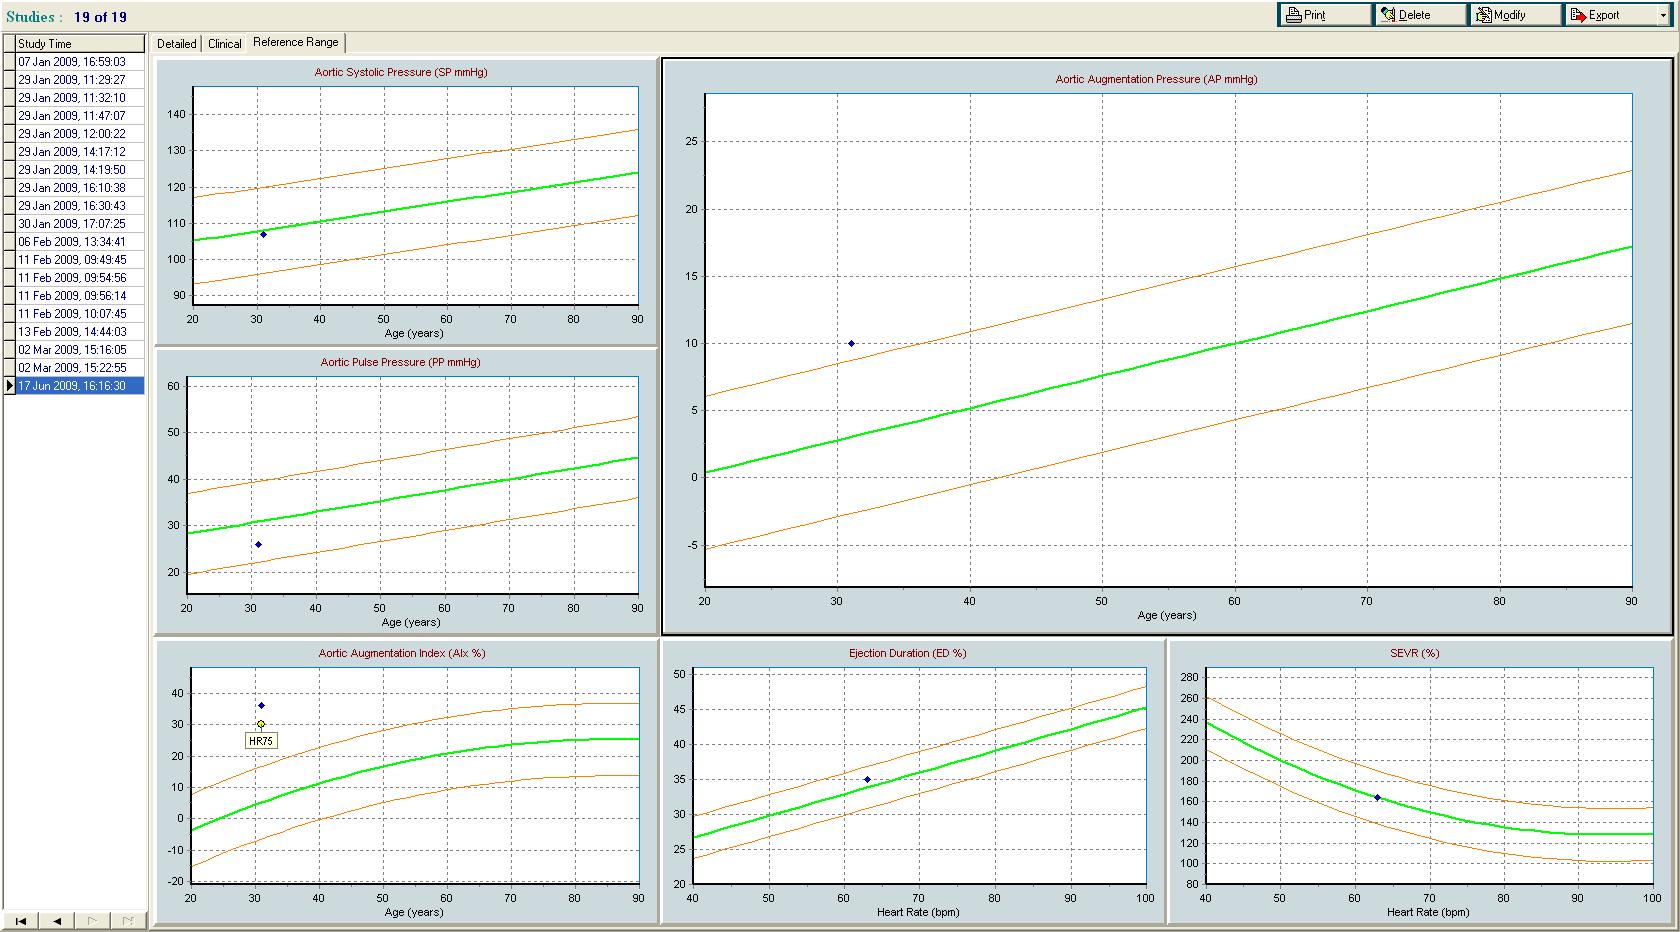 Studies : 19 of 19
Print
Delete
Modify
Export
Study Time
07 Jan 2009, 16:59:03
29 Jan 2009, 11:29:27
29 Jan 2009, 11:32:10
29 Jan 2009, 11:47:07
29 Jan 2009, 12:00:22
29 Jan 2009, 14:17:12
29 Jan 2009, 14:19:50
29 Jan 2009, 16:10:38
29 Jan 2009, 16:30:43
30 Jan 2009, 17:07:25
06 Feb 2009, 13:34:41
11 Feb 2009, 09:49:45
11 Feb 2009, 09:54:56
11 Feb 2009, 09:56:14
11 Feb 2009, 10:07:45
13 Feb 2009, 14:44:03
02 Mar 2009, 15:16:05
02 Mar 2009, 15:22:55
17 Jun 2009, 16:16:30
Detailed
Clinical
Reference Range
Aortic Systolic Pressure (SP mmHg)
140
130
120
110
100
90
20 30 40 50 60 70 80 90
Age (years)
Aortic Pulse Pressure (PP mmHg)
60
50
40
30
20
20 30 40 50 60 70 80 90
Age (years)
Aortic Augmentation Pressure (AP mmHg)
25
20
15
10
5
0
-5
20 30 40 50 60 70 80 90
Age (years)
Aortic Augmentation Index (AIx %)
40
30
20
10
0
-10
-20
HR75
20 30 40 50 60 70 80 90
Age (years)
Ejection Duration (ED %)
50
45
40
35
30
25
20
40 50 60 70 80 90 100
Heart Rate (bpm)
SEVR (%)
280
260
240
220
200
180
160
140
120
100
80
40 50 60 70 80 90 100
Heart Rate (bpm)